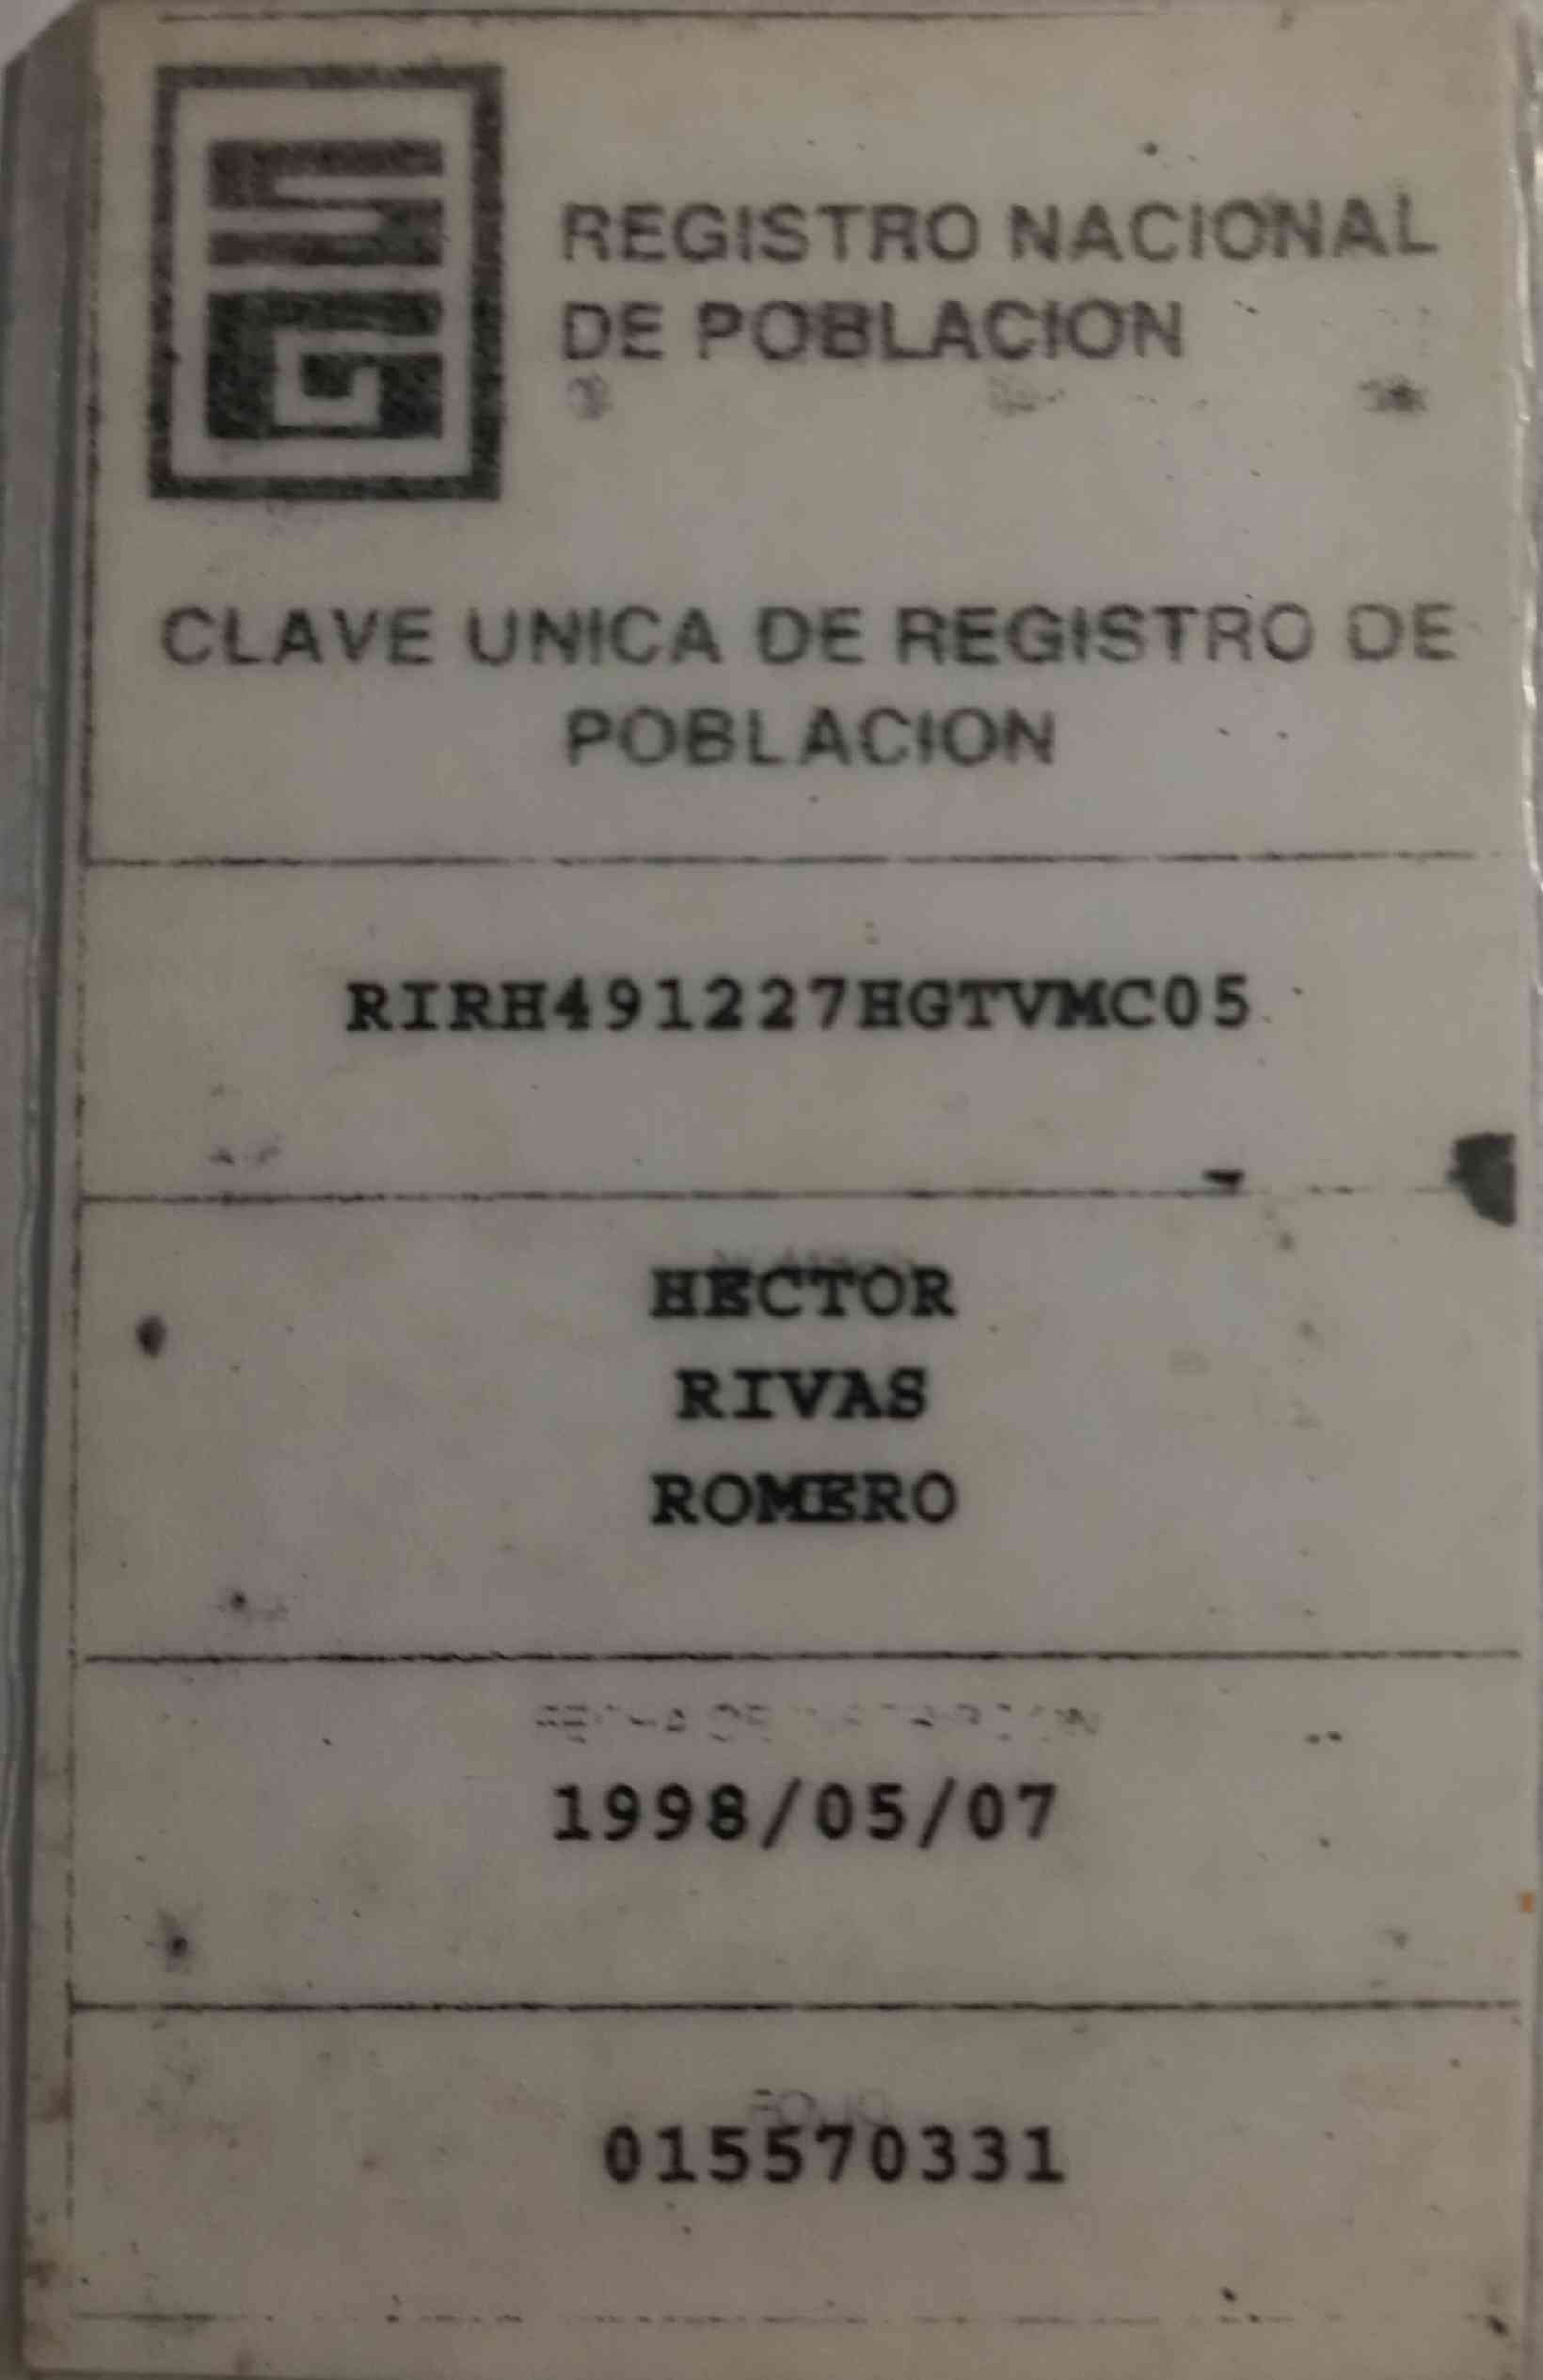 REGISTRO NACIONAL
DE POBLACION
CLAVE UNICA DE REGISTRO DE
POBLACION
RIRH491227HGTVMC05
HECTOR
RIVAS
ROMERO
1998/05/07
015570331